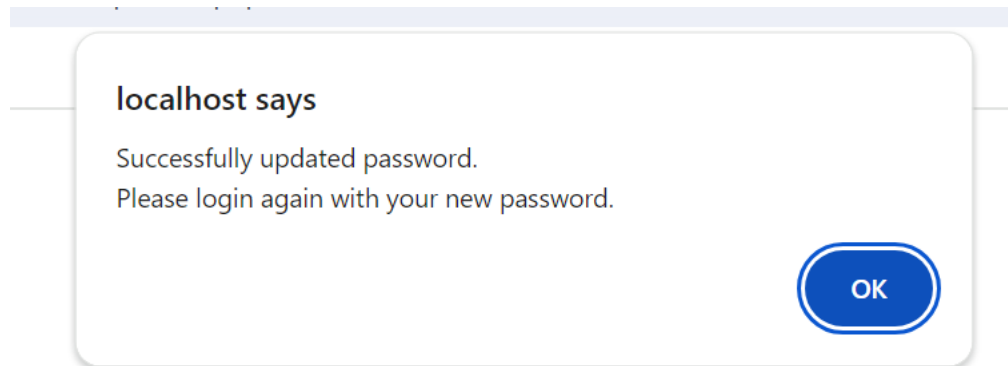 localhost says
Successfully updated password.
Please login again with your new password.
OK